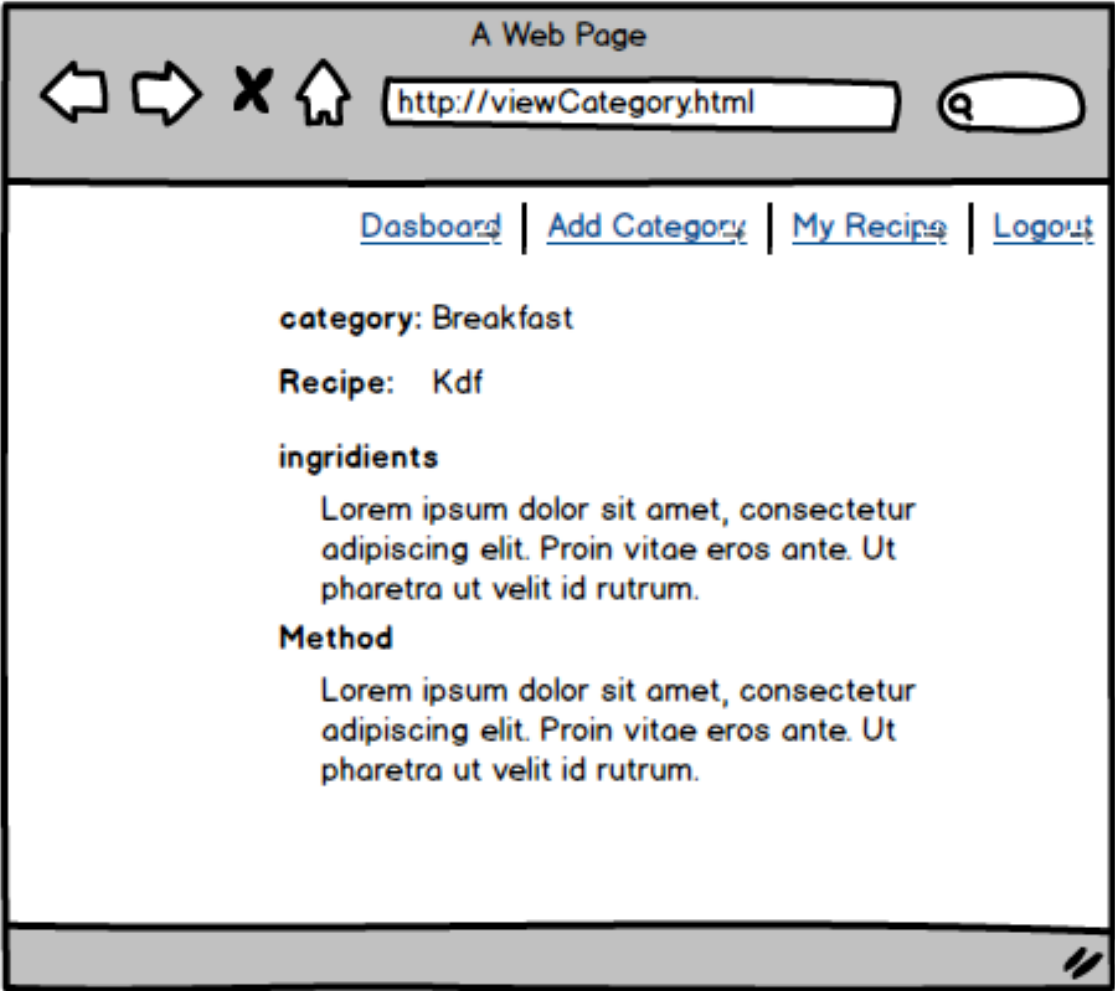 A Web Page
http://viewCategory.html
Dasboard | Add Category | My Recipe | Logout
category: Breakfast
Recipe: Kdf
ingridients
Lorem ipsum dolor sit amet, consectetur
adipiscing elit. Proin vitae eros ante. Ut
pharetra ut velit id rutrum.
Method
Lorem ipsum dolor sit amet, consectetur
adipiscing elit. Proin vitae eros ante. Ut
pharetra ut velit id rutrum.